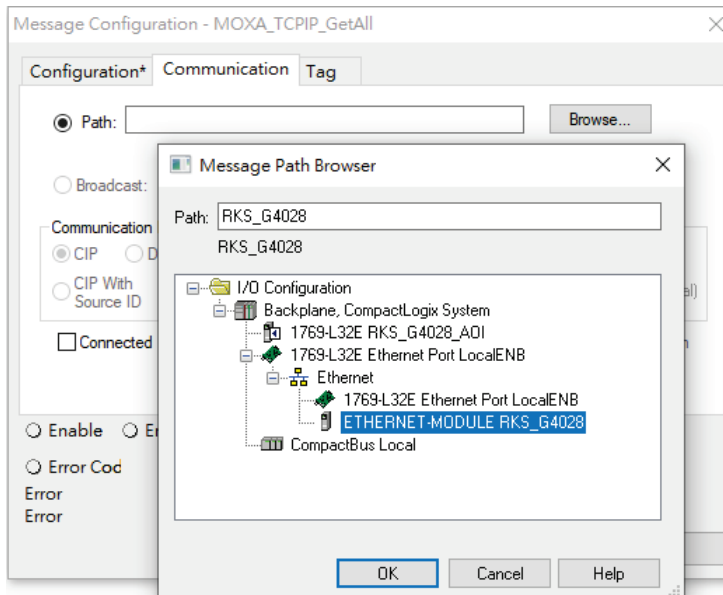 Message Configuration - MOXA_TCPIP_GetAll
Configuration* Communication Tag
Path: Browse...
Message Path Browser
Broadcast:
Path: RKS_G4028
RKS_G4028
Communication
CIP D
CIP With
Source ID
al)
Connected
I/O Configuration
Backplane, CompactLogix System
1769-L32E RKS_G4028_AOI
1769-L32E Ethernet Port LocalENB
Ethernet
1769-L32E Ethernet Port LocalENB
ETHERNET-MODULE RKS_G4028
CompactBus Local
Enable
Error Cod
Error
Error
OK Cancel Help